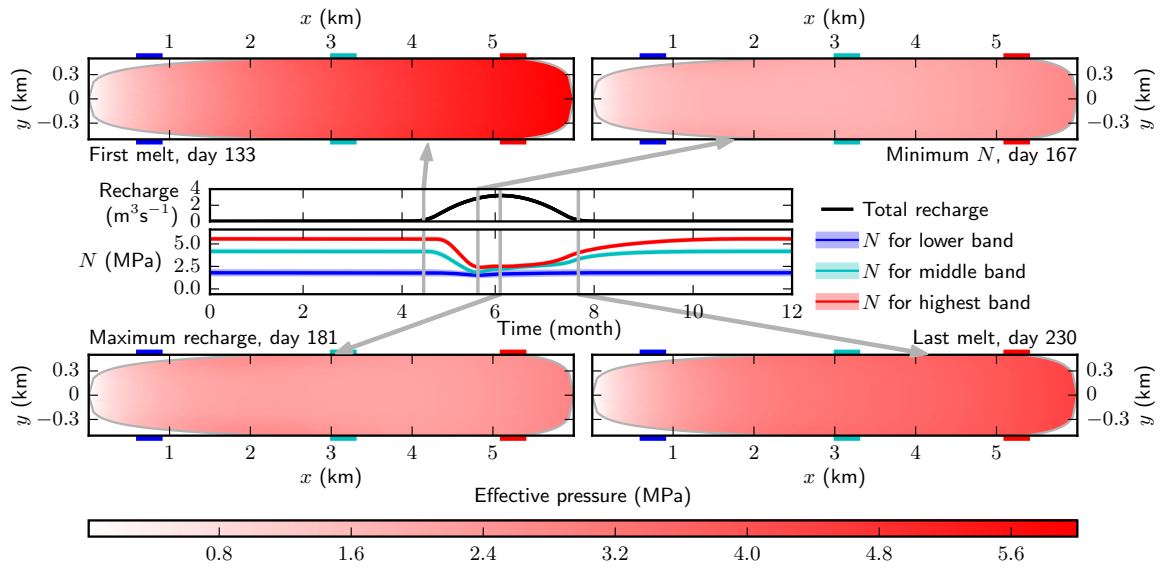 x (km)
x (km)
1 2 3 4 5
1 2 3 4 5
y (km)
0.3
0
−0.3
0.3
0
−0.3
y (km)
First melt, day 133
Minimum N, day 167
Recharge
(m³s⁻¹)
4
2
0
N (MPa)
5.0
2.5
0.0
0 2 4 6 8 10 12
Time (month)
Total recharge
N for lower band
N for middle band
N for highest band
Maximum recharge, day 181
Last melt, day 230
y (km)
0.3
0
−0.3
0.3
0
−0.3
y (km)
1 2 3 4 5
1 2 3 4 5
x (km)
x (km)
Effective pressure (MPa)
0.8 1.6 2.4 3.2 4.0 4.8 5.6